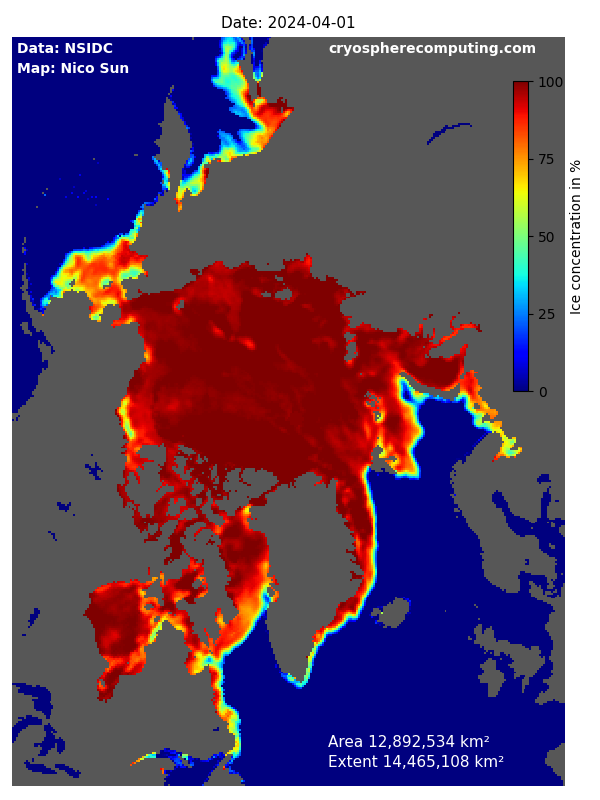 Date: 2024-04-01
Data: NSIDC
Map: Nico Sun
cryospherecomputing.com
100
75
50
25
0
Ice concentration in %
Area 12,892,534 km²
Extent 14,465,108 km²